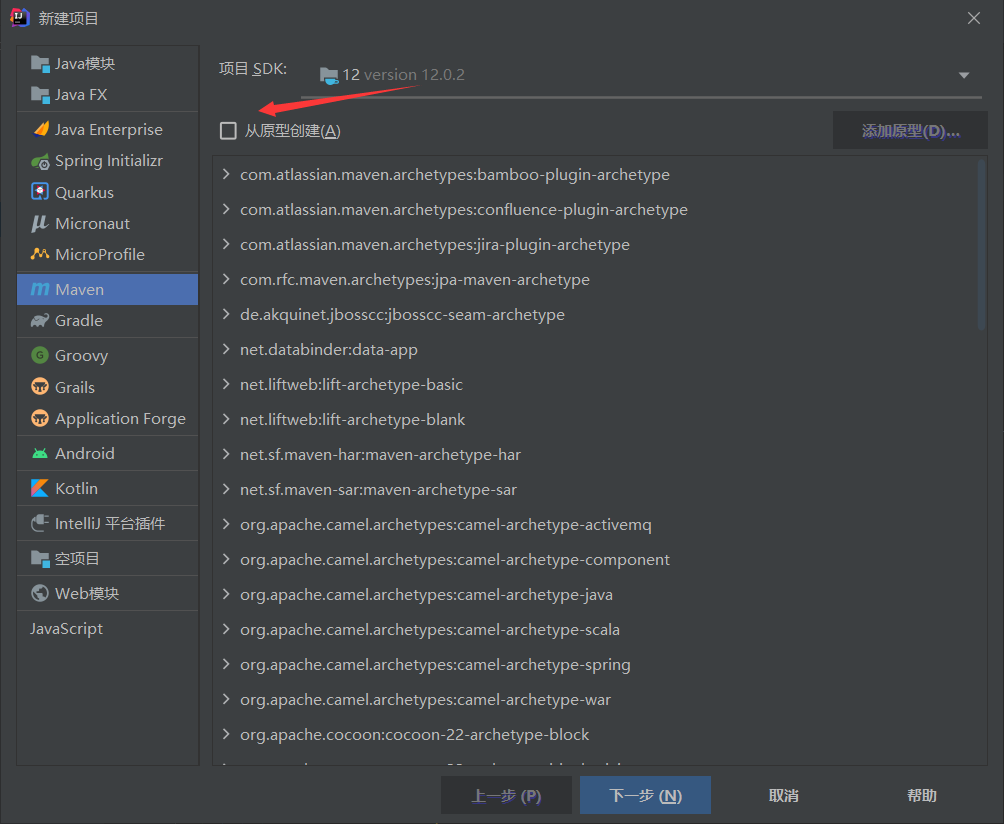 新建项目
Java模块
Java FX
Java Enterprise
Spring Initializr
Quarkus
Micronaut
MicroProfile
Maven
Gradle
Groovy
Grails
Application Forge
Android
Kotlin
IntelliJ 平台插件
空项目
Web模块
JavaScript
项目 SDK:
12 version 12.0.2
从原型创建(A)
添加原型(D)...
com.atlassian.maven.archetypes:bamboo-plugin-archetype
com.atlassian.maven.archetypes:confluence-plugin-archetype
com.atlassian.maven.archetypes:jira-plugin-archetype
com.rfc.maven.archetypes:jpa-maven-archetype
de.akquinet.jbosscc:jbosscc-seam-archetype
net.databinder:data-app
net.liftweb:lift-archetype-basic
net.liftweb:lift-archetype-blank
net.sf.maven-har:maven-archetype-har
net.sf.maven-sar:maven-archetype-sar
org.apache.camel.archetypes:camel-archetype-activemq
org.apache.camel.archetypes:camel-archetype-component
org.apache.camel.archetypes:camel-archetype-java
org.apache.camel.archetypes:camel-archetype-scala
org.apache.camel.archetypes:camel-archetype-spring
org.apache.camel.archetypes:camel-archetype-war
org.apache.cocoon:cocoon-22-archetype-block
上一步 (P)
下一步 (N)
取消
帮助